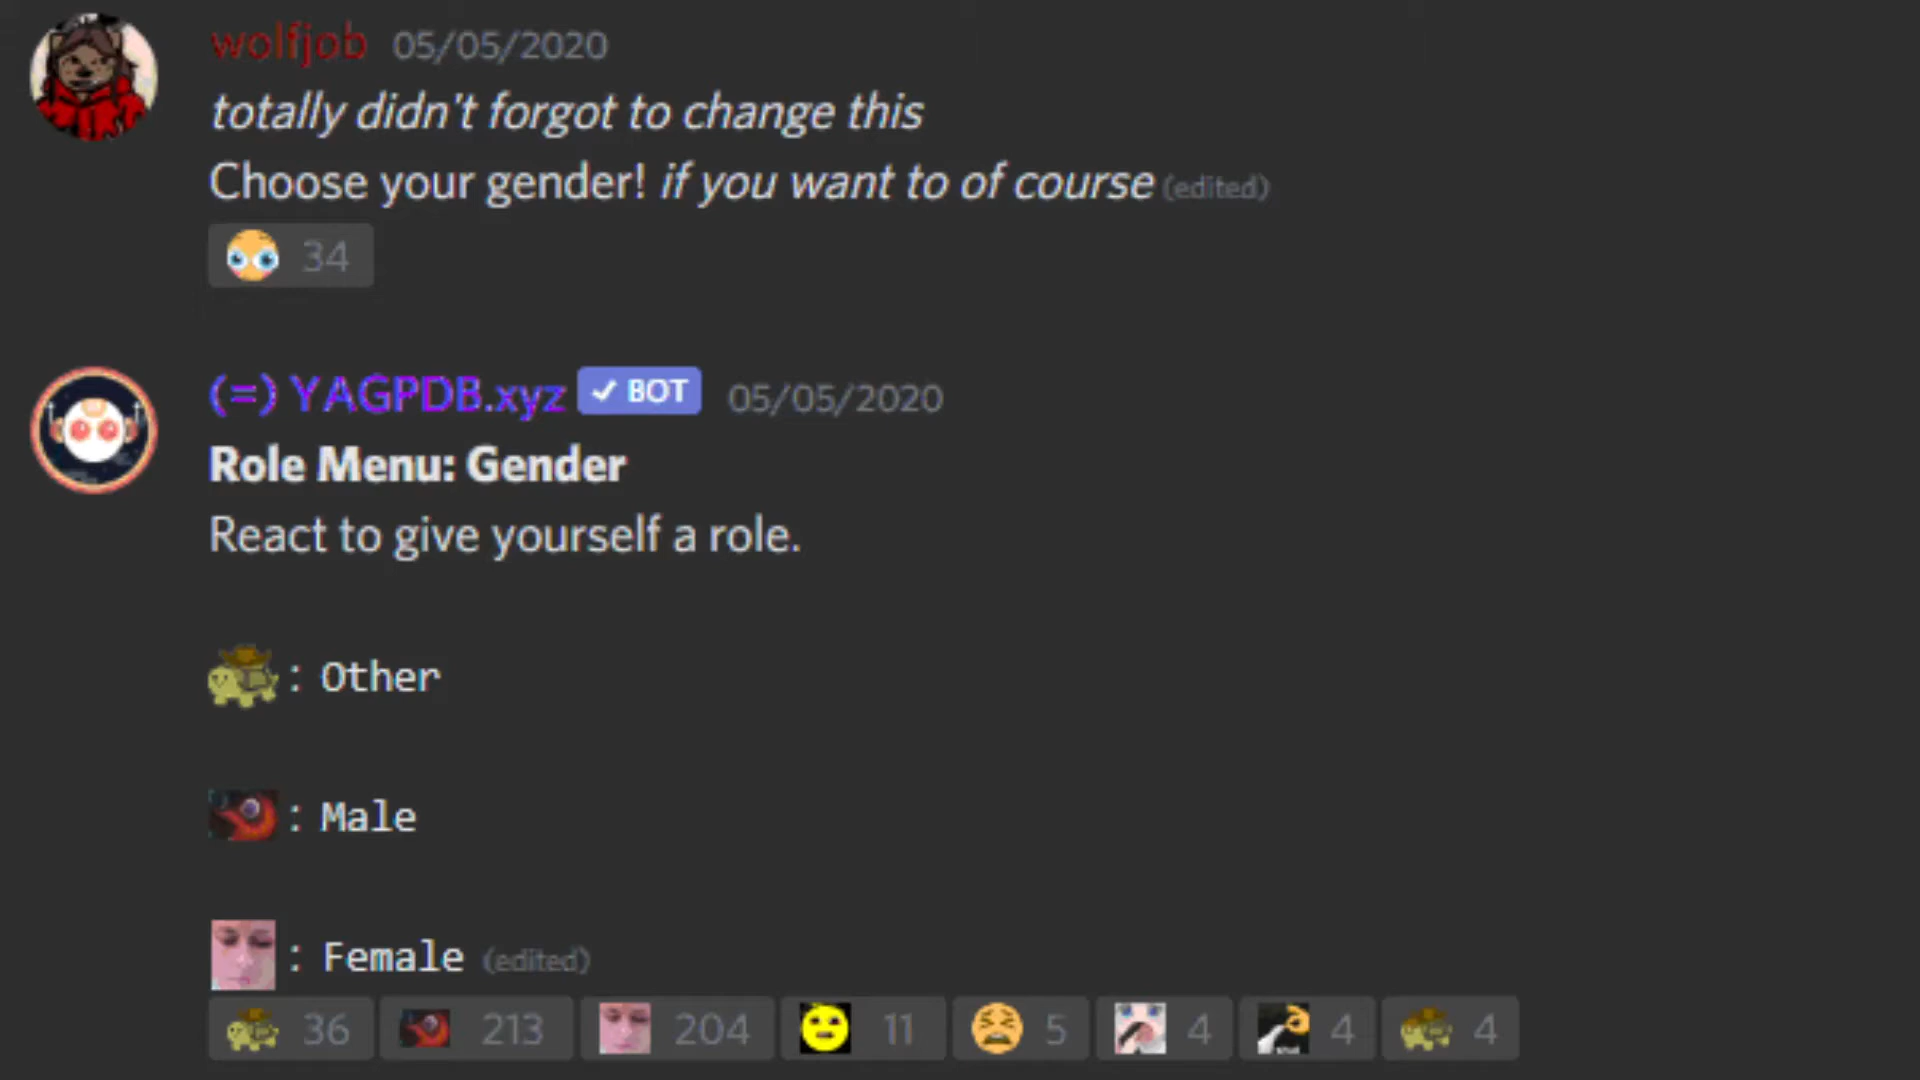 wolfjob 05/05/2020
totally didn't forgot to change this
Choose your gender! if you want to of course (edited)
34
(=) YAGPDB.xyz ✓ BOT 05/05/2020
Role Menu: Gender
React to give yourself a role.
: Other
: Male
: Female (edited)
36 213 204 11 5 4 4 4